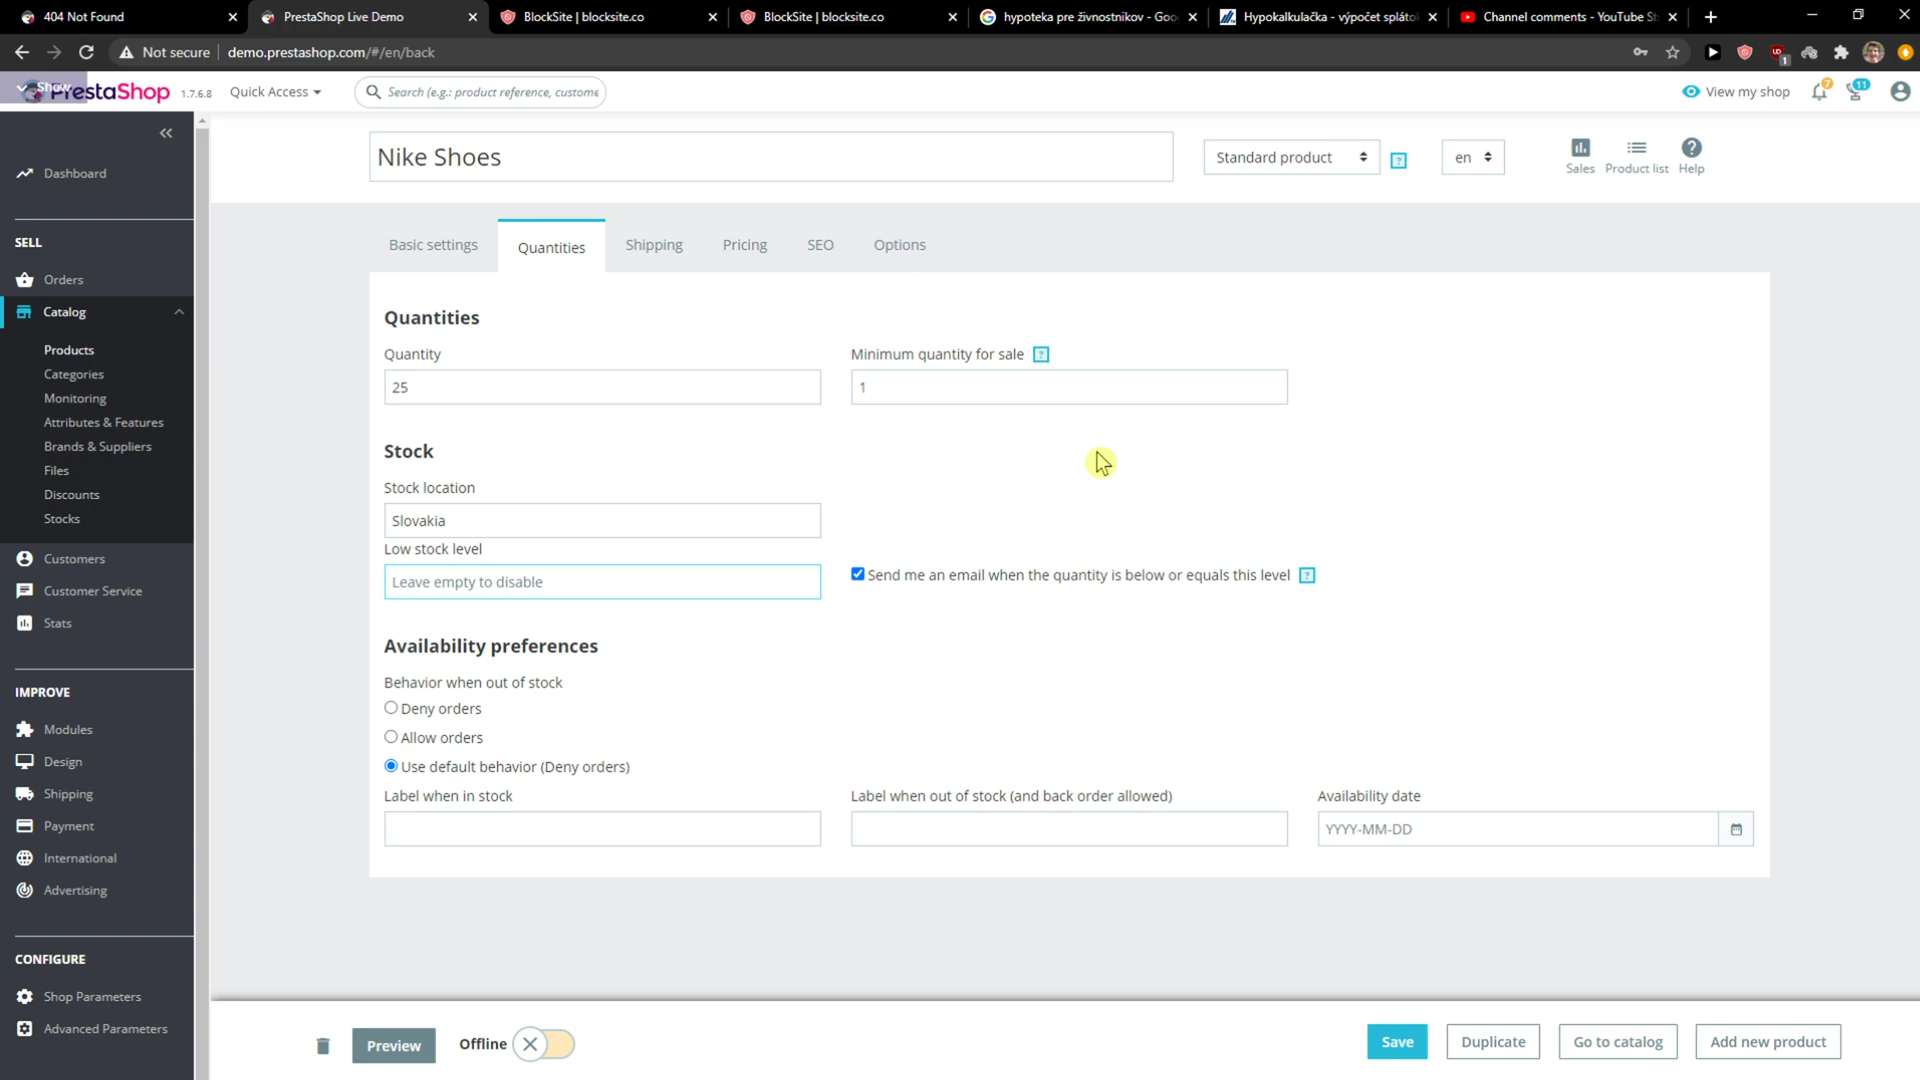 404 Not Found
PrestaShop Live Demo
BlockSite | blocksite.co
BlockSite | blocksite.co
hypoteka pre živnostnikov - Goo
Hypokalkulačka - výpočet spláto
Channel comments - YouTube St
Not secure
demo.prestashop.com/#/en/back
1
Show
PrestaShop
1.7.6.8
Quick Access
Search (e.g.: product reference, custome
View my shop
7
11
Nike Shoes
Standard product
?
en
Sales
Product list
Help
Dashboard
SELL
Orders
Catalog
Products
Categories
Monitoring
Attributes & Features
Brands & Suppliers
Files
Discounts
Stocks
Customers
Customer Service
Stats
IMPROVE
Modules
Design
Shipping
Payment
International
Advertising
CONFIGURE
Shop Parameters
Advanced Parameters
Basic settings
Quantities
Shipping
Pricing
SEO
Options
Quantities
Quantity
Minimum quantity for sale ?
25
1
Stock
Stock location
Slovakia
Low stock level
Leave empty to disable
Send me an email when the quantity is below or equals this level ?
Availability preferences
Behavior when out of stock
Deny orders
Allow orders
Use default behavior (Deny orders)
Label when in stock
Label when out of stock (and back order allowed)
Availability date
YYYY-MM-DD
Preview
Offline
Save
Duplicate
Go to catalog
Add new product